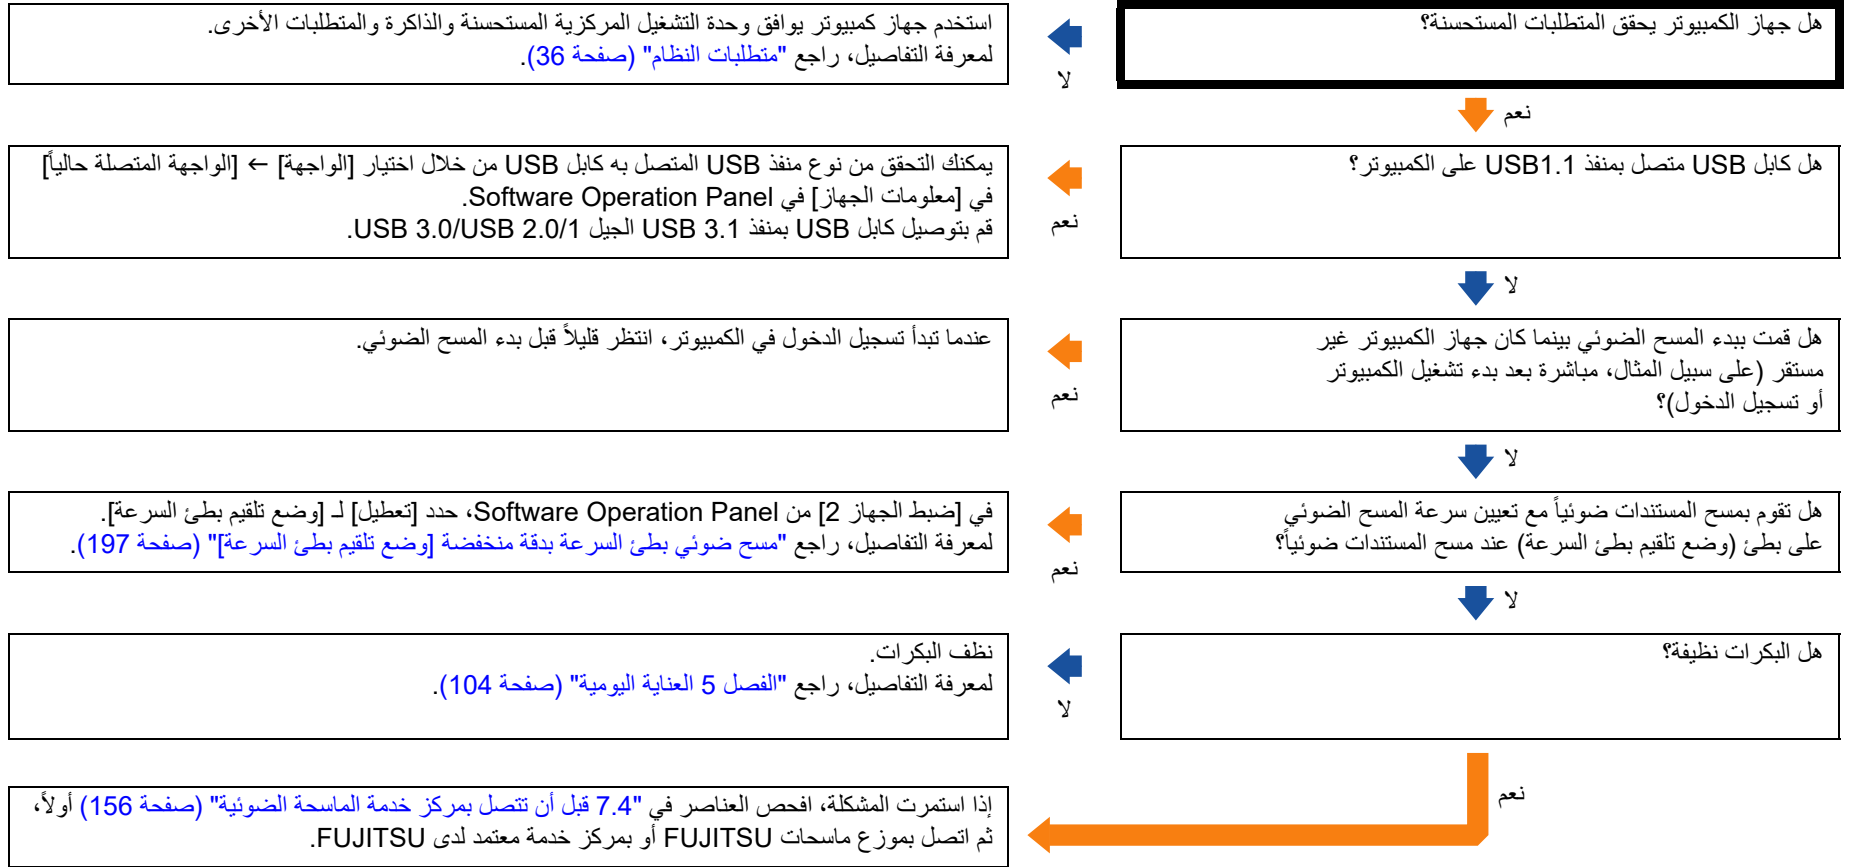 هل جهاز الكمبيوتر يحقق المتطلبات المستحسنة؟
لا
استخدم جهاز كمبيوتر يوافق وحدة التشغيل المركزية المستحسنة والذاكرة والمتطلبات الأخرى.
لمعرفة التفاصيل، راجع "متطلبات النظام" (صفحة 36).
نعم
هل كابل USB متصل بمنفذ USB1.1 على الكمبيوتر؟
نعم
يمكنك التحقق من نوع منفذ USB المتصل به كابل USB من خلال اختيار [الواجهة] ← [الواجهة المتصلة حالياً]
في [معلومات الجهاز] في Software Operation Panel.
قم بتوصيل كابل USB بمنفذ USB 3.1 الجيل USB 3.0/USB 2.0/1.
لا
هل قمت ببدء المسح الضوئي بينما كان جهاز الكمبيوتر غير
مستقر (على سبيل المثال، مباشرة بعد بدء تشغيل الكمبيوتر
أو تسجيل الدخول)؟
نعم
عندما تبدأ تسجيل الدخول في الكمبيوتر، انتظر قليلاً قبل بدء المسح الضوئي.
لا
هل تقوم بمسح المستندات ضوئياً مع تعيين سرعة المسح الضوئي
على بطئ (وضع تلقيم بطئ السرعة) عند مسح المستندات ضوئياً؟
نعم
في [ضبط الجهاز 2] من Software Operation Panel، حدد [تعطيل] لـ [وضع تلقيم بطئ السرعة].
لمعرفة التفاصيل، راجع "مسح ضوئي بطئ السرعة بدقة منخفضة [وضع تلقيم بطئ السرعة]" (صفحة 197).
لا
هل البكرات نظيفة؟
لا
نظف البكرات.
لمعرفة التفاصيل، راجع "الفصل 5 العناية اليومية" (صفحة 104).
نعم
إذا استمرت المشكلة، افحص العناصر في "7.4 قبل أن تتصل بمركز خدمة الماسحة الضوئية" (صفحة 156) أولاً،
ثم اتصل بموزع ماسحات FUJITSU أو بمركز خدمة معتمد لدى FUJITSU.